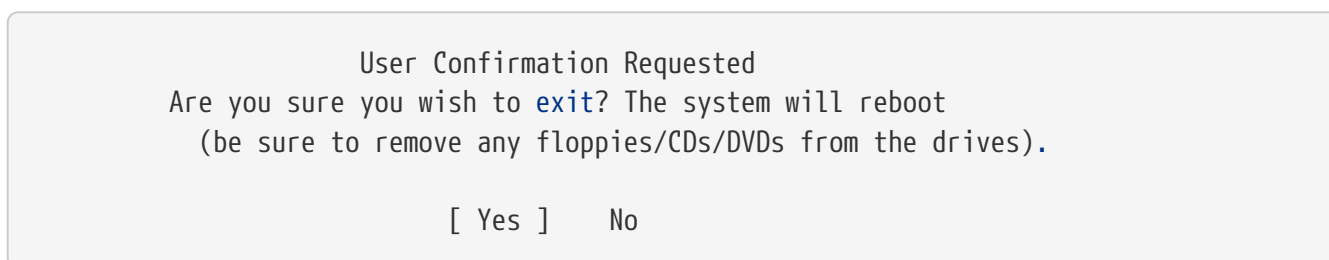 User Confirmation Requested
Are you sure you wish to exit? The system will reboot
(be sure to remove any floppies/CDs/DVDs from the drives).
[ Yes ] No